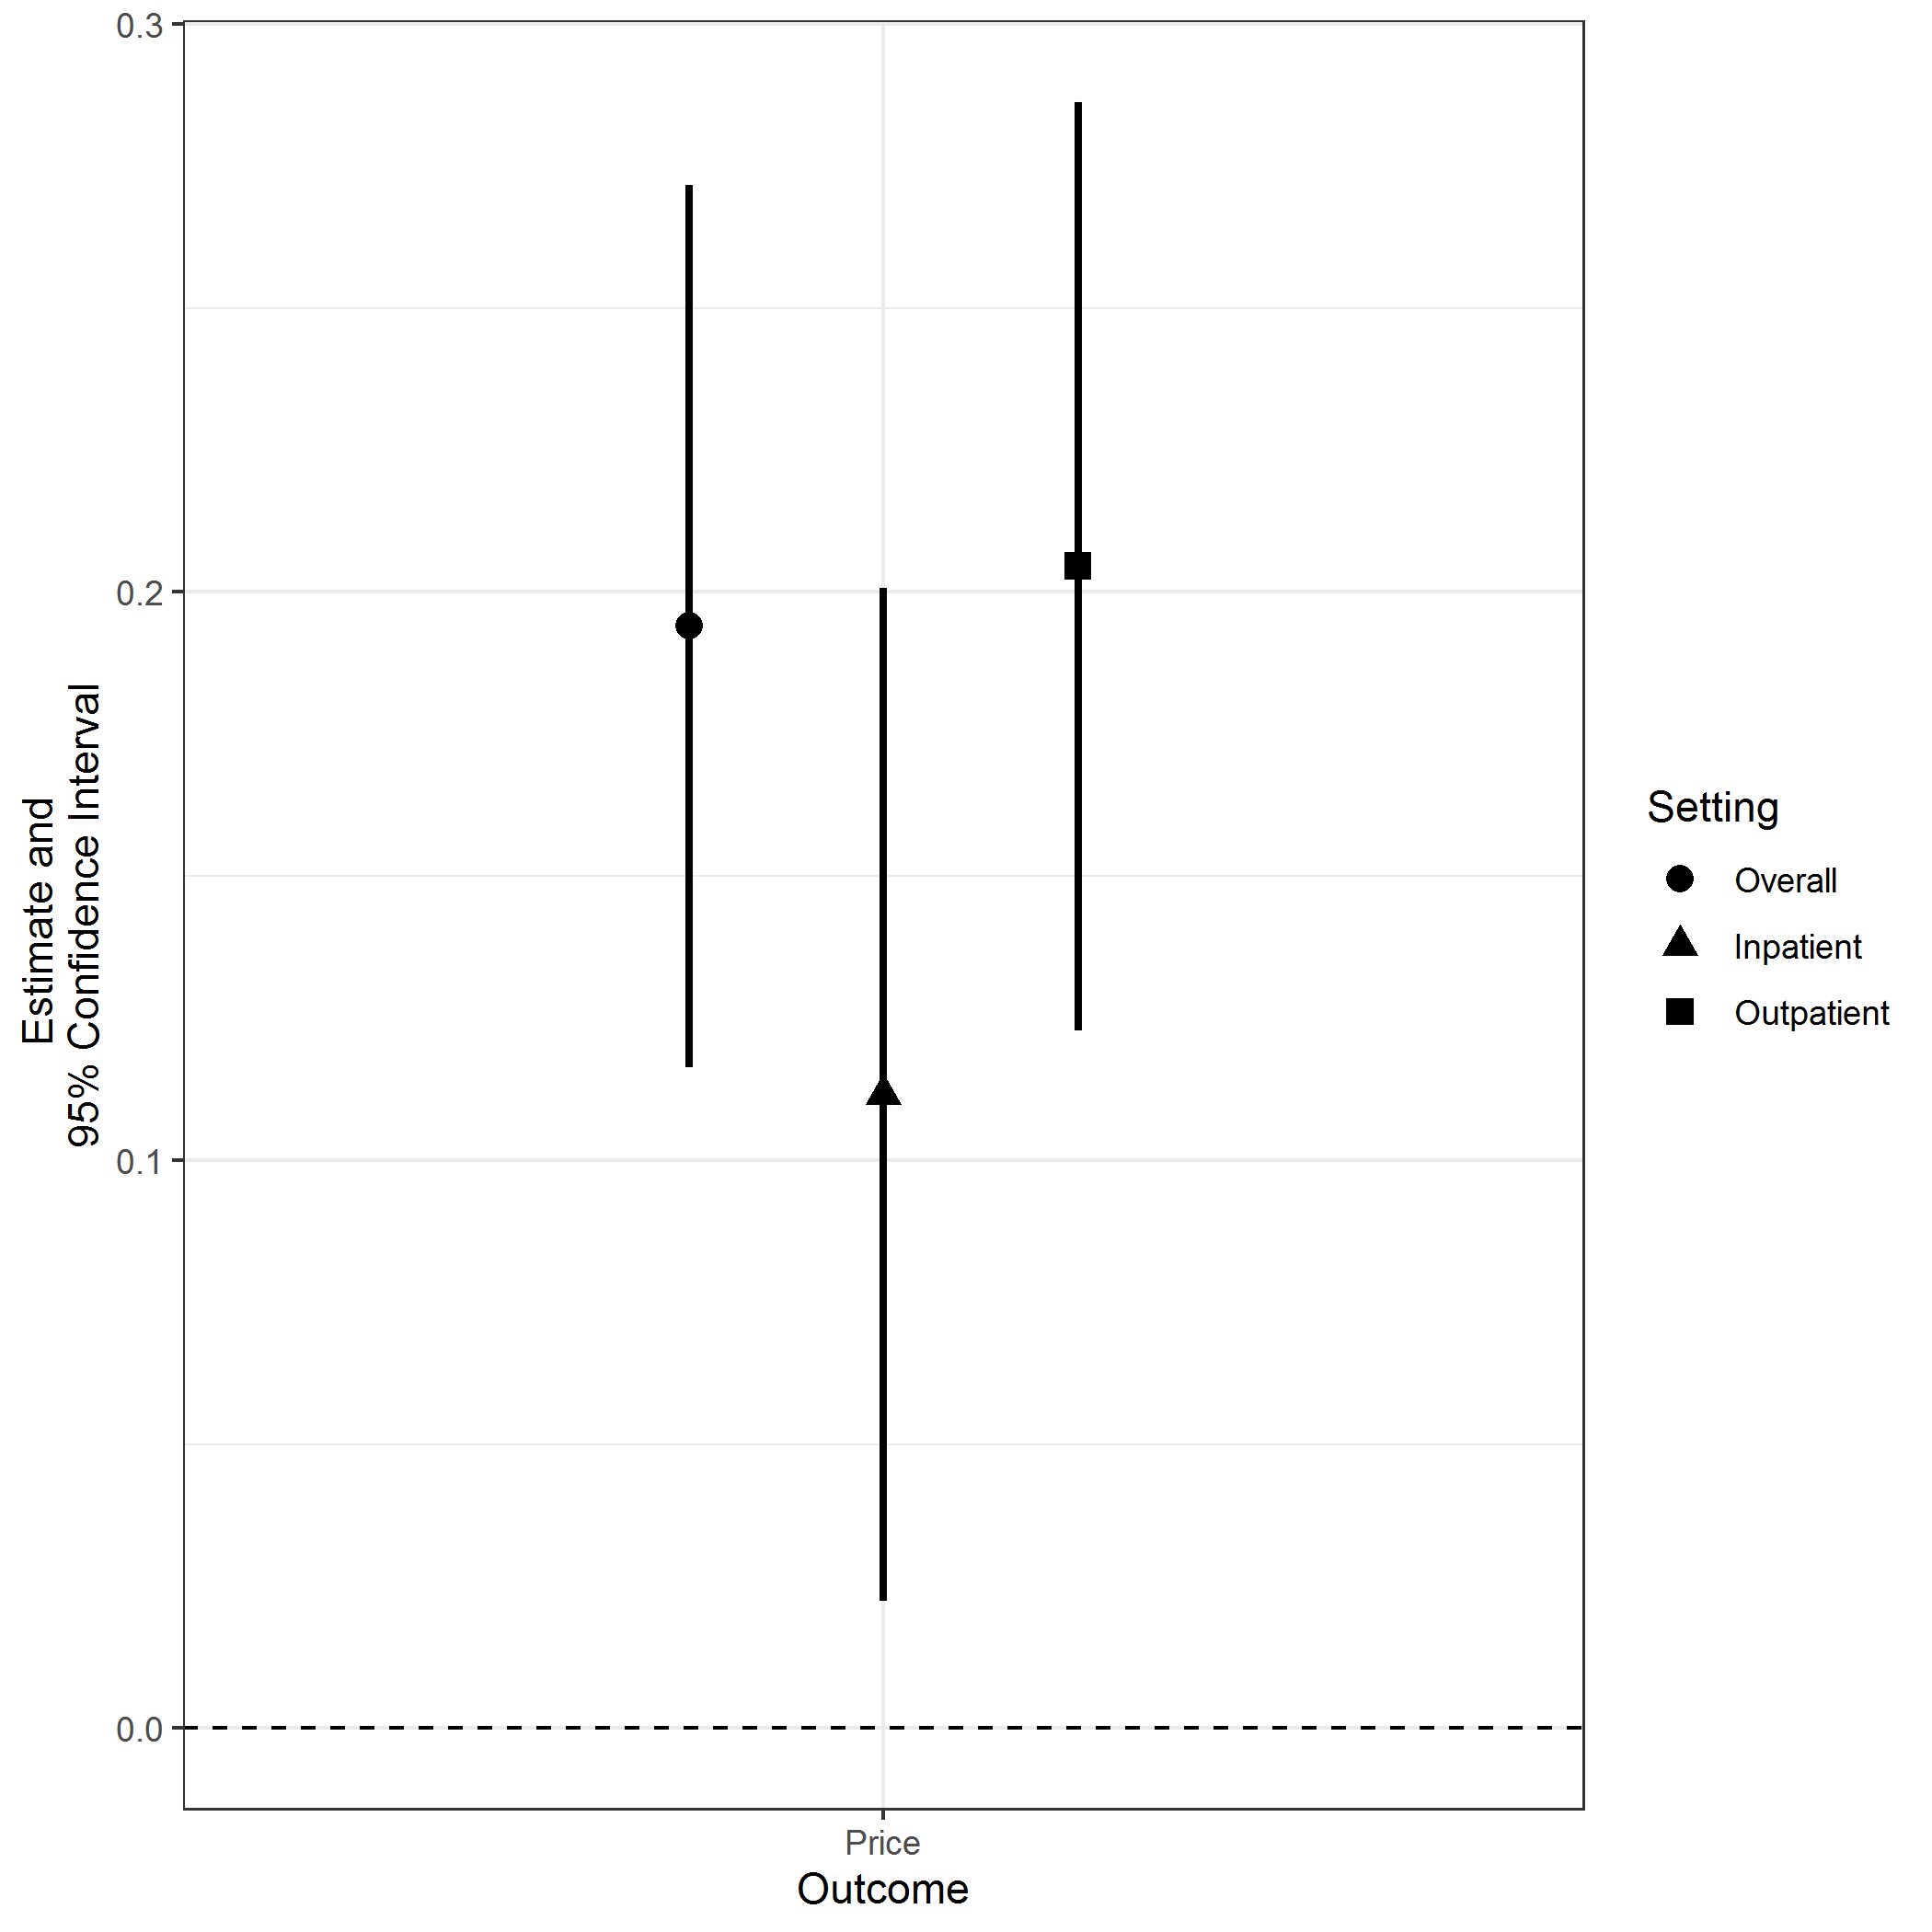 0.3
0.2
0.1
0.0
Estimate and
95% Confidence Interval
Price
Outcome
Setting
Overall
Inpatient
Outpatient